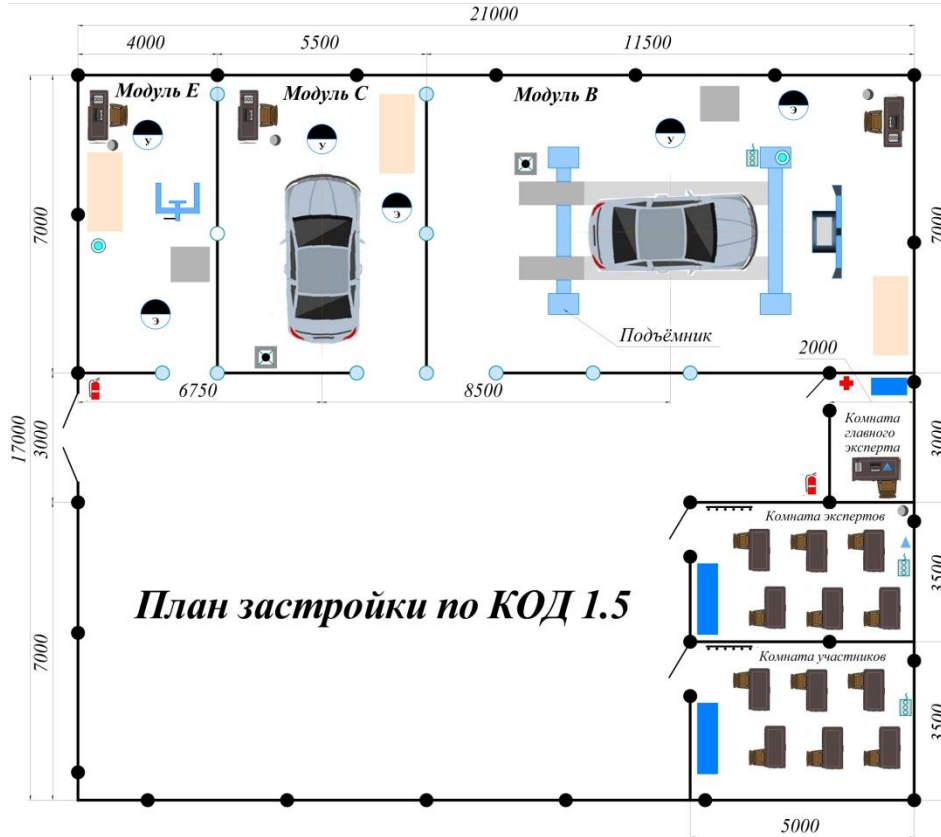 21000
4000
5500
11500
Модуль Е
Модуль С
Модуль В
У
У
У
Э
Э
Э
7000
7000
Подъёмник
2000
6750
8500
17000
3000
3000
Комната
главного
эксперта
Комната экспертов
3500
План застройки по КОД 1.5
7000
Комната участников
3500
5000